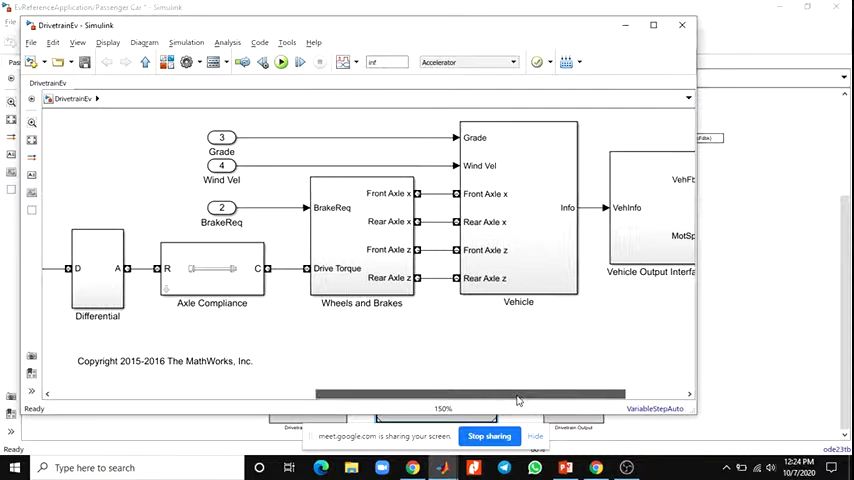 EvReferenceApplication/Passenger Car * - Simulink
DrivetrainEv - Simulink
File Edit View Display Diagram Simulation Analysis Code Tools Help
inf
Accelerator
DrivetrainEv
DrivetrainEv
3
Grade
4
Wind Vel
2
BrakeReq
D A
Differential
R C
Axle Compliance
BrakeReq
Drive Torque
Front Axle x
Rear Axle x
Front Axle z
Rear Axle z
Wheels and Brakes
Grade
Wind Vel
Front Axle x
Rear Axle x
Front Axle z
Rear Axle z
Info
Vehicle
VehInfo
VehFb
MotSp
Vehicle Output Interfa
Copyright 2015-2016 The MathWorks, Inc.
Ready
150%
VariableStepAuto
Drivetrain Output
meet.google.com is sharing your screen.
Stop sharing
Hide
Ready
ode23tb
Type here to search
12:24 PM
10/7/2020